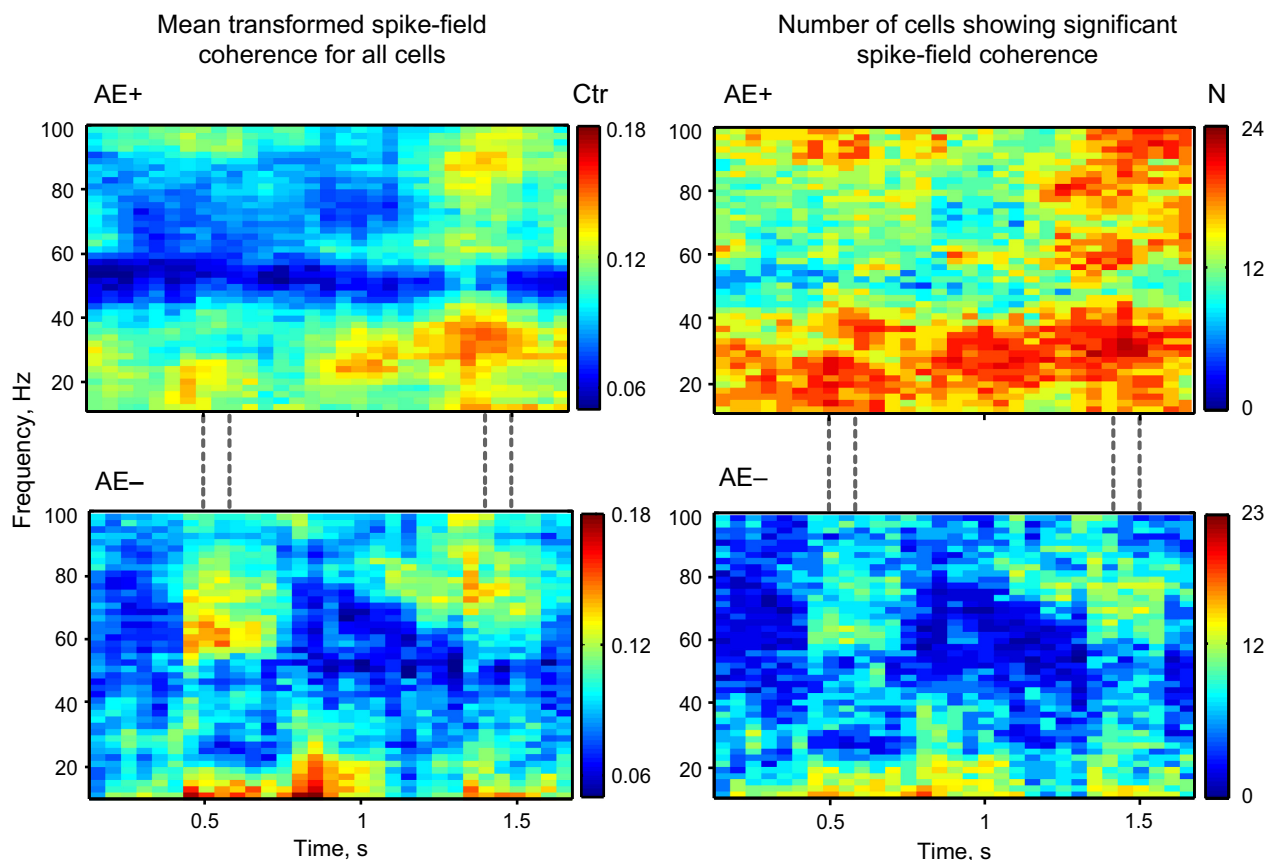 Mean transformed spike-field
coherence for all cells
Number of cells showing significant
spike-field coherence
AE+
Ctr
AE+
N
100
80
60
40
20
0.18
0.12
0.06
100
80
60
40
20
24
12
0
Frequency, Hz
AE–
AE–
100
80
60
40
20
0.18
0.12
0.06
100
80
60
40
20
23
12
0
0.5
1
1.5
0.5
1
1.5
Time, s
Time, s